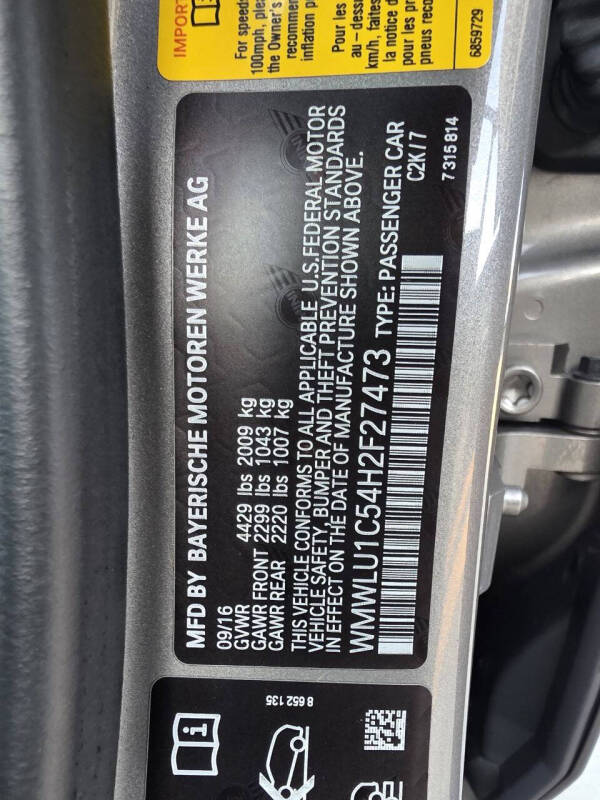 IMPORT
For speeds
100mph, plea
the Owner's
recommen
inflation p
Pour les
au - dessu
km/h, faites
la notice d
pour les pr
pneus reco
6859729
MFD BY BAYERISCHE MOTOREN WERKE AG
09/16
GVWR 4429 lbs 2009 kg
GAWR FRONT 2299 lbs 1043 kg
GAWR REAR 2220 lbs 1007 kg
THIS VEHICLE CONFORMS TO ALL APPLICABLE U.S.FEDERAL MOTOR
VEHICLE SAFETY, BUMPER AND THEFT PREVENTION STANDARDS
IN EFFECT ON THE DATE OF MANUFACTURE SHOWN ABOVE.
WMWLU1C54H2F27473 TYPE: PASSENGER CAR
C2K / 7
7 315 814
8 652 135